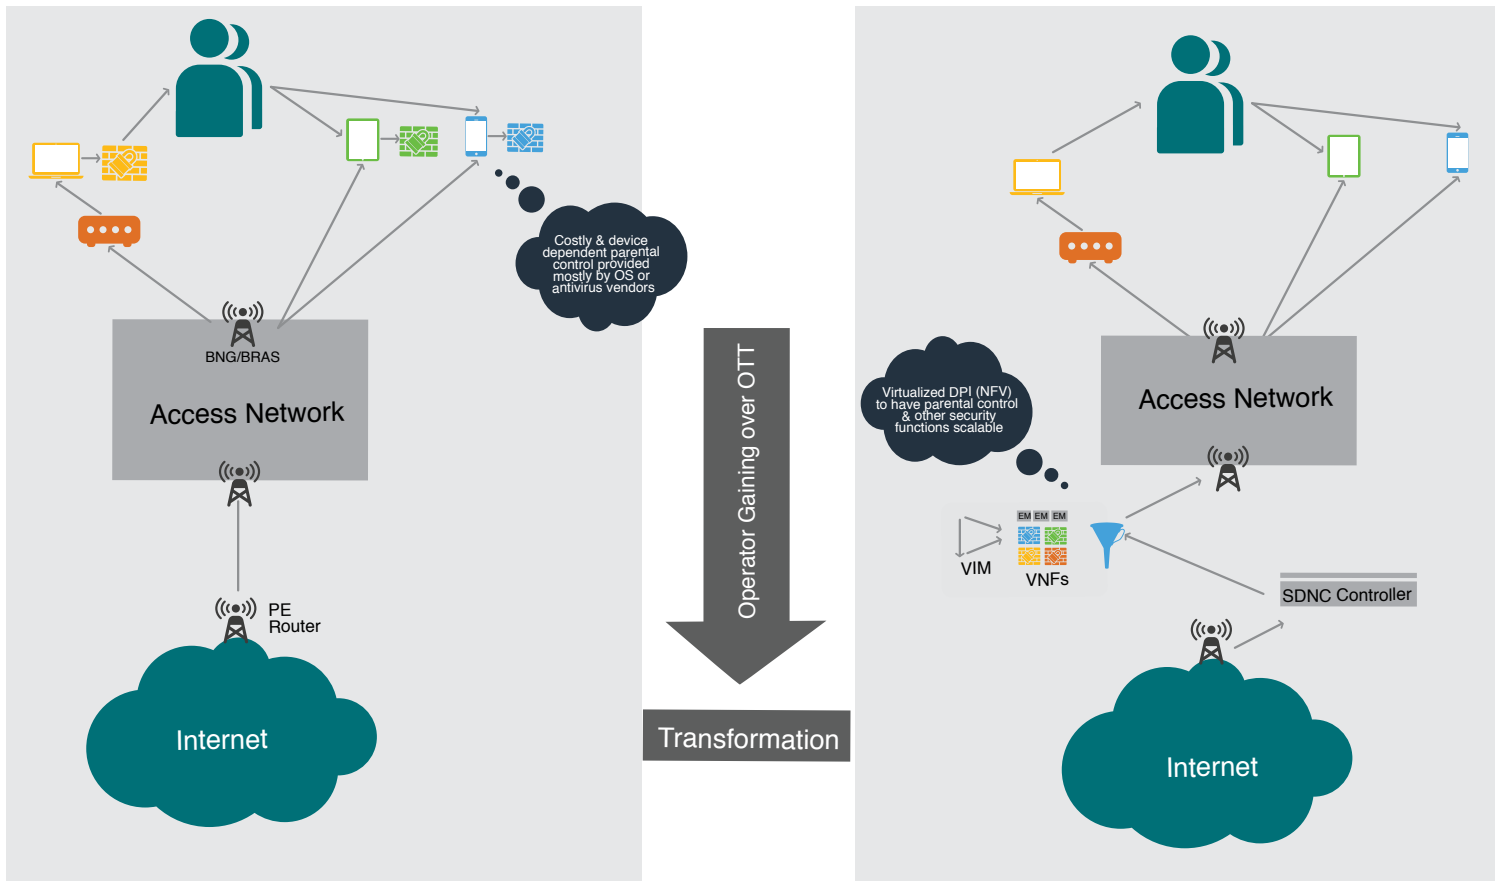 Costly & device
dependent parental
control provided
mostly by OS or
antivirus vendors
BNG/BRAS
Access Network
PE
Router
Internet
Operator Gaining over OTT
Transformation
Virtualized DPI (NFV)
to have parental control
& other security
functions scalable
Access Network
EM EM EM
VIM
VNFs
SDNC Controller
Internet